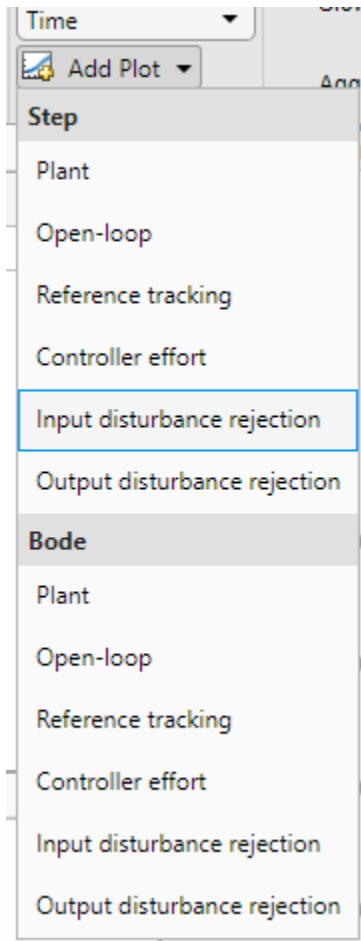 Time
Add Plot
Step
Plant
Open-loop
Reference tracking
Controller effort
Input disturbance rejection
Output disturbance rejection
Bode
Plant
Open-loop
Reference tracking
Controller effort
Input disturbance rejection
Output disturbance rejection